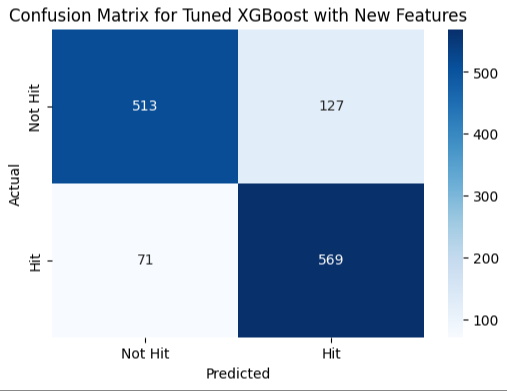 Confusion Matrix for Tuned XGBoost with New Features
Not Hit
513
127
Actual
Hit
71
569
Not Hit
Hit
Predicted
500
400
300
200
100